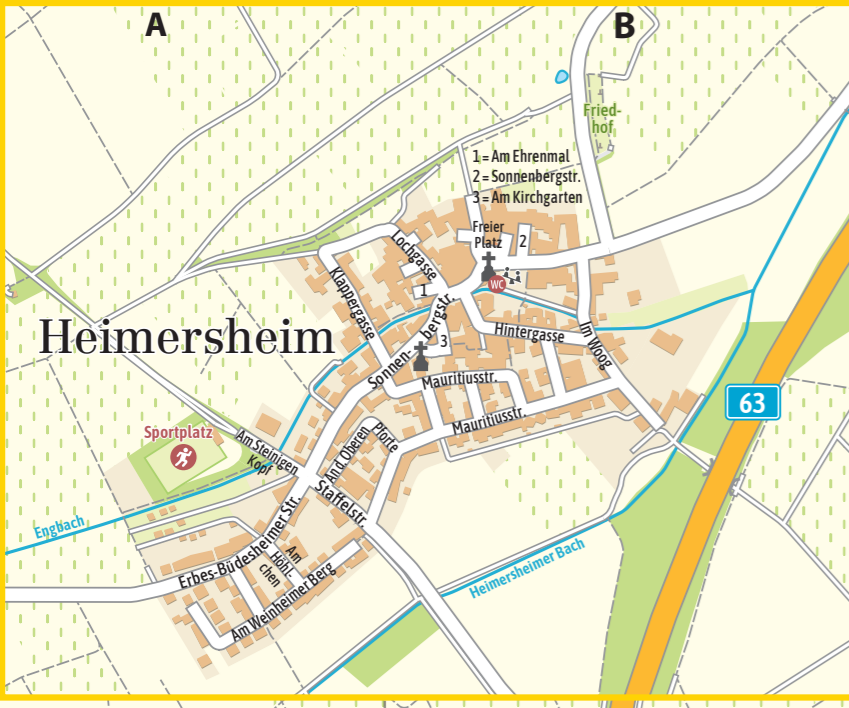 A
B
Fried-
hof
1 = Am Ehrenmal
2 = Sonnenbergstr.
3 = Am Kirchgarten
Freier
Platz
2
Lochgasse
WC
1
Klappergasse
Heimersheim
Sonnen-
bergstr.
3
Hintergasse
Im Woog
Mauritiusstr.
Mauritiusstr.
63
Sportplatz
Am Steinigen
Kopf
An d. Oberen
Pforte
Staffelstr.
Engbach
Erbes-Büdesheimer Str.
Am
Höhl-
chen
Am Weinheimer Berg
Heimersheimer Bach